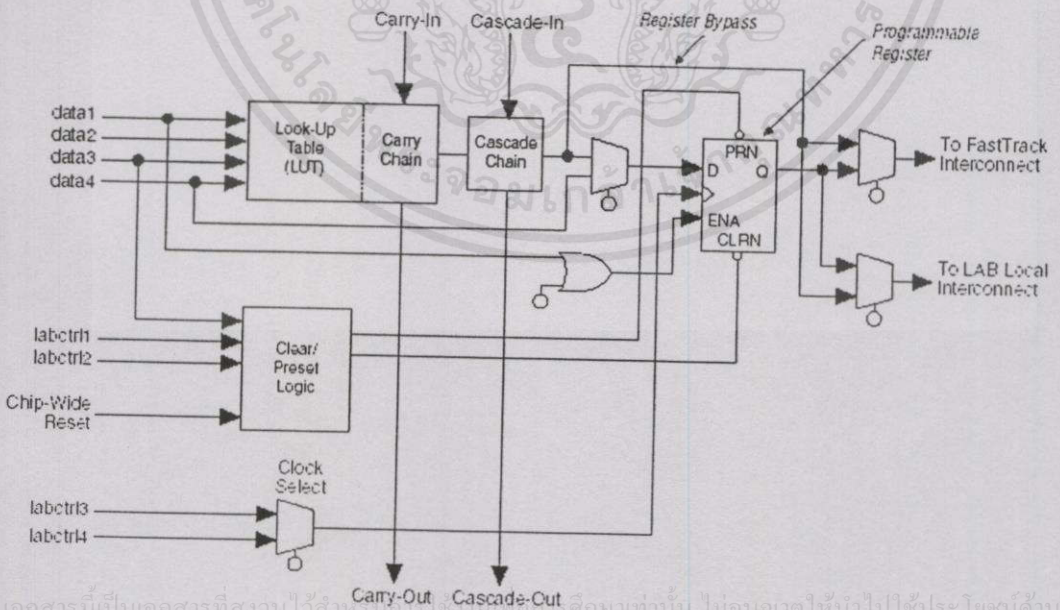 Carry-In
Cascade-In
Register Bypass
Programmable
Register
data1
data2
data3
data4
Look-Up
Table
(LUT)
Carry
Chain
Cascade
Chain
PRN
D
Q
ENA
CLRN
To FastTrack
Interconnect
To LAB Local
Interconnect
labctrl1
labctrl2
Clear/
Preset
Logic
Chip-Wide
Reset
Clock
Select
labctrl3
labctrl4
Carry-Out
Cascade-Out